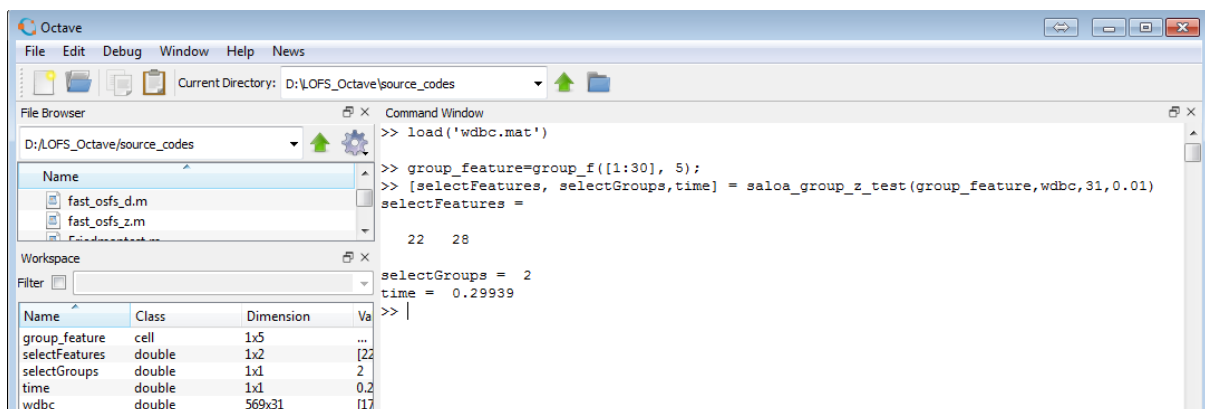 Octave
File Edit Debug Window Help News
Current Directory: D:\LOFS_Octave\source_codes
File Browser
D:/LOFS_Octave/source_codes
Name
fast_osfs_d.m
fast_osfs_z.m
Workspace
Filter
Name Class Dimension Va
group_feature cell 1x5 ...
selectFeatures double 1x2 [22
selectGroups double 1x1 2
time double 1x1 0.2
wdbc double 569x31 [17
Command Window
>> load('wdbc.mat')
>> group_feature=group_f([1:30], 5);
>> [selectFeatures, selectGroups,time] = saloa_group_z_test(group_feature,wdbc,31,0.01)
selectFeatures =
22 28
selectGroups = 2
time = 0.29939
>>